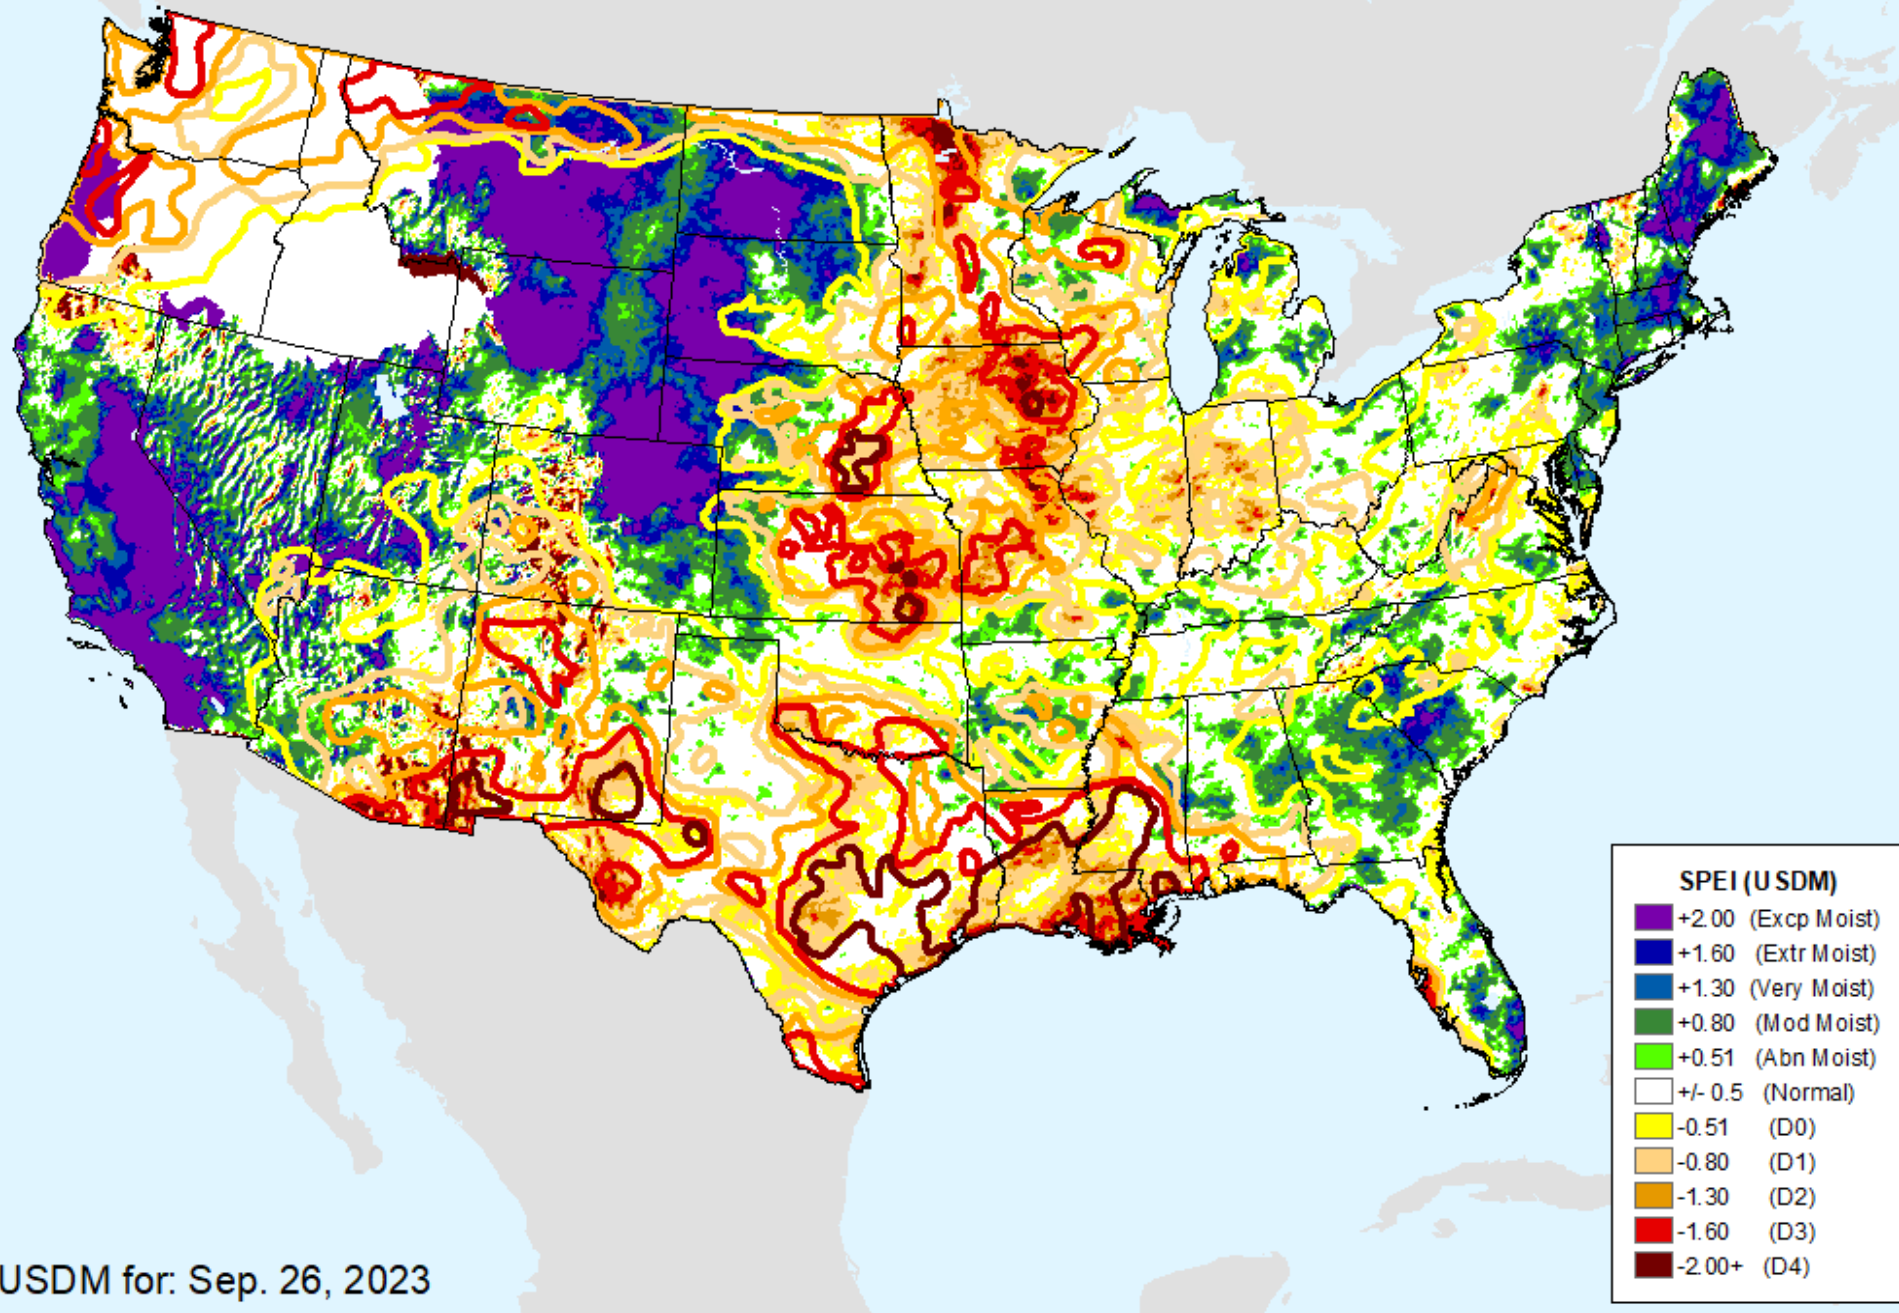 SPEI (USDM)
+2.00 (Excp Moist)
+1.60 (Extr Moist)
+1.30 (Very Moist)
+0.80 (Mod Moist)
+0.51 (Abn Moist)
+/- 0.5 (Normal)
-0.51 (D0)
-0.80 (D1)
-1.30 (D2)
-1.60 (D3)
-2.00+ (D4)
USDM for: Sep. 26, 2023